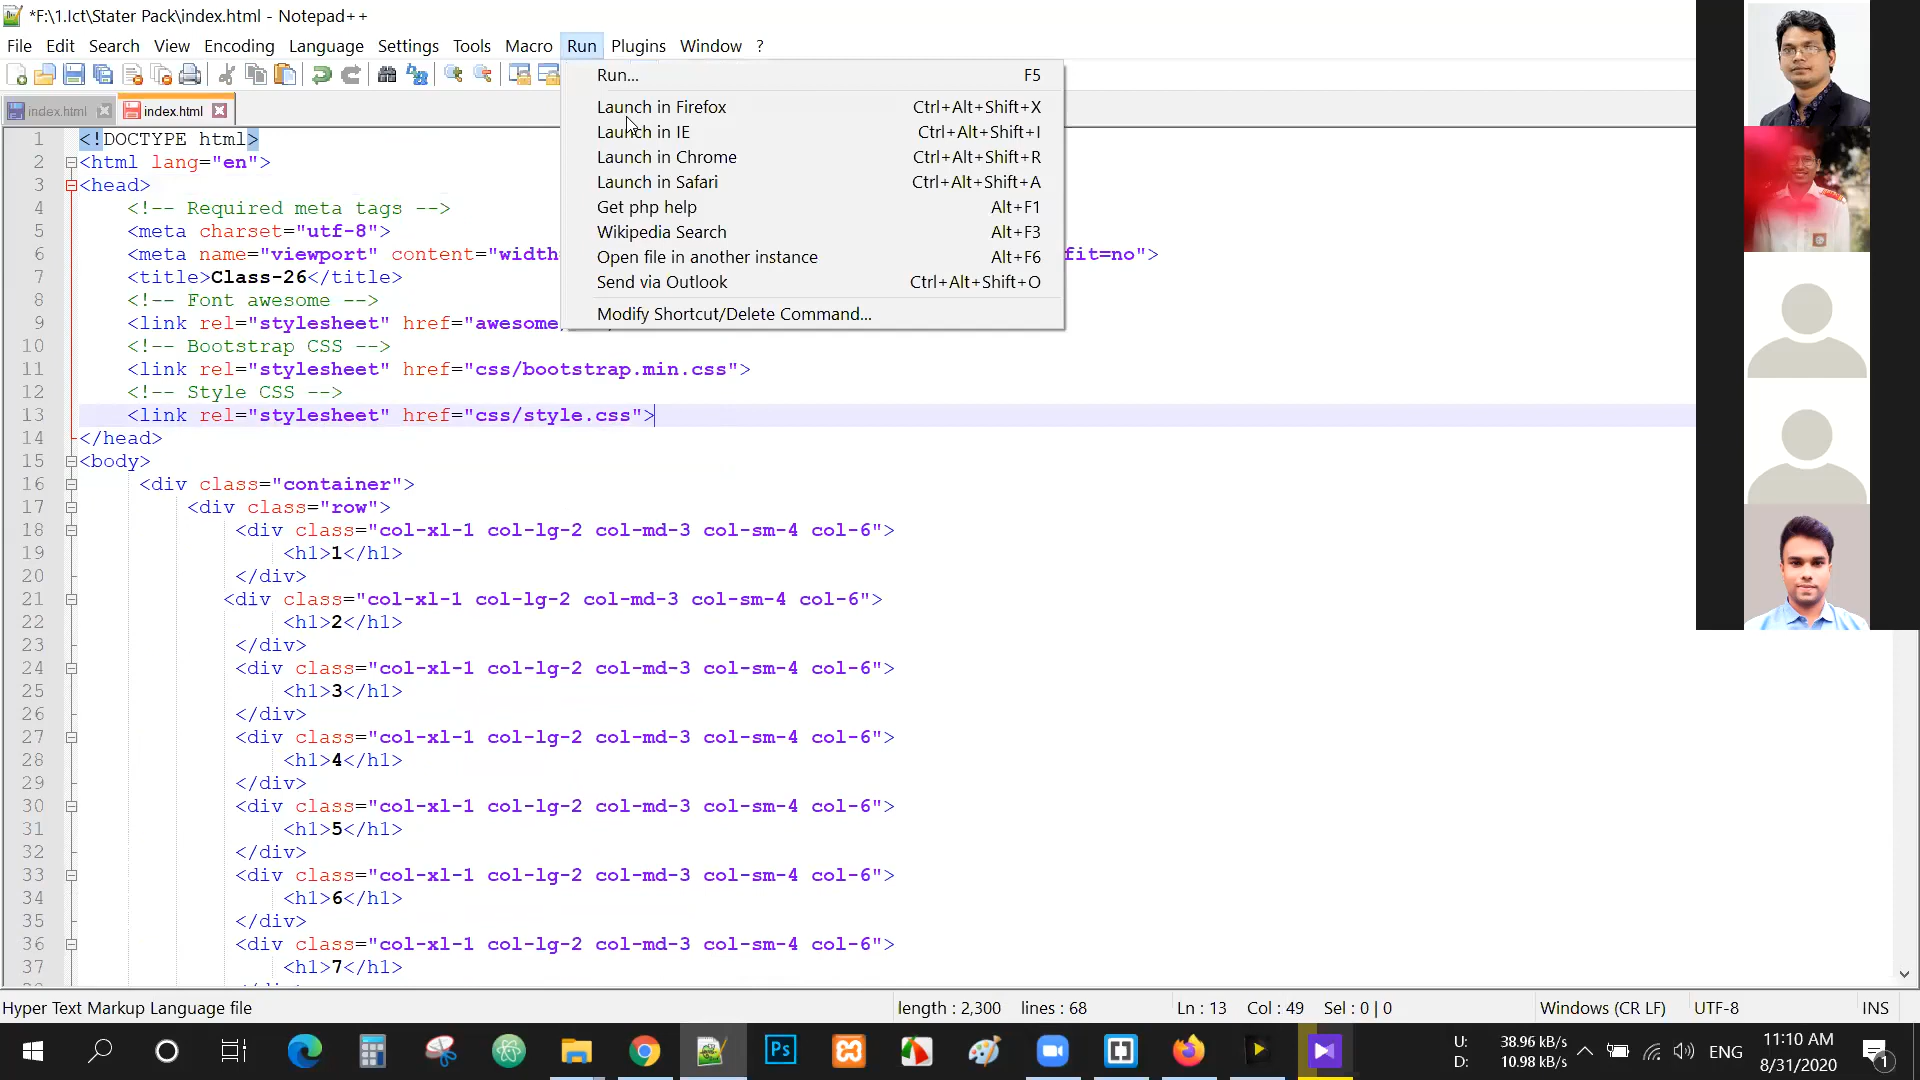 *F:\1.Ict\Stater Pack\index.html - Notepad++
File Edit Search View Encoding Language Settings Tools Macro Run Plugins Window ?
index.html index.html
Run... F5
Launch in Firefox Ctrl+Alt+Shift+X
Launch in IE Ctrl+Alt+Shift+I
Launch in Chrome Ctrl+Alt+Shift+R
Launch in Safari Ctrl+Alt+Shift+A
Get php help Alt+F1
Wikipedia Search Alt+F3
Open file in another instance Alt+F6
Send via Outlook Ctrl+Alt+Shift+O
Modify Shortcut/Delete Command...
1 <!DOCTYPE html>
2 <html lang="en">
3 <head>
4 <!-- Required meta tags -->
5 <meta charset="utf-8">
6 <meta name="viewport" content="width fit=no">
7 <title>Class-26</title>
8 <!-- Font awesome -->
9 <link rel="stylesheet" href="awesome
10 <!-- Bootstrap CSS -->
11 <link rel="stylesheet" href="css/bootstrap.min.css">
12 <!-- Style CSS -->
13 <link rel="stylesheet" href="css/style.css">
14 </head>
15 <body>
16 <div class="container">
17 <div class="row">
18 <div class="col-xl-1 col-lg-2 col-md-3 col-sm-4 col-6">
19 <h1>1</h1>
20 </div>
21 <div class="col-xl-1 col-lg-2 col-md-3 col-sm-4 col-6">
22 <h1>2</h1>
23 </div>
24 <div class="col-xl-1 col-lg-2 col-md-3 col-sm-4 col-6">
25 <h1>3</h1>
26 </div>
27 <div class="col-xl-1 col-lg-2 col-md-3 col-sm-4 col-6">
28 <h1>4</h1>
29 </div>
30 <div class="col-xl-1 col-lg-2 col-md-3 col-sm-4 col-6">
31 <h1>5</h1>
32 </div>
33 <div class="col-xl-1 col-lg-2 col-md-3 col-sm-4 col-6">
34 <h1>6</h1>
35 </div>
36 <div class="col-xl-1 col-lg-2 col-md-3 col-sm-4 col-6">
37 <h1>7</h1>
Hyper Text Markup Language file length : 2,300 lines : 68 Ln : 13 Col : 49 Sel : 0 | 0 Windows (CR LF) UTF-8 INS
Ps
U: 38.96 kB/s
D: 10.98 kB/s
ENG
11:10 AM
8/31/2020
1